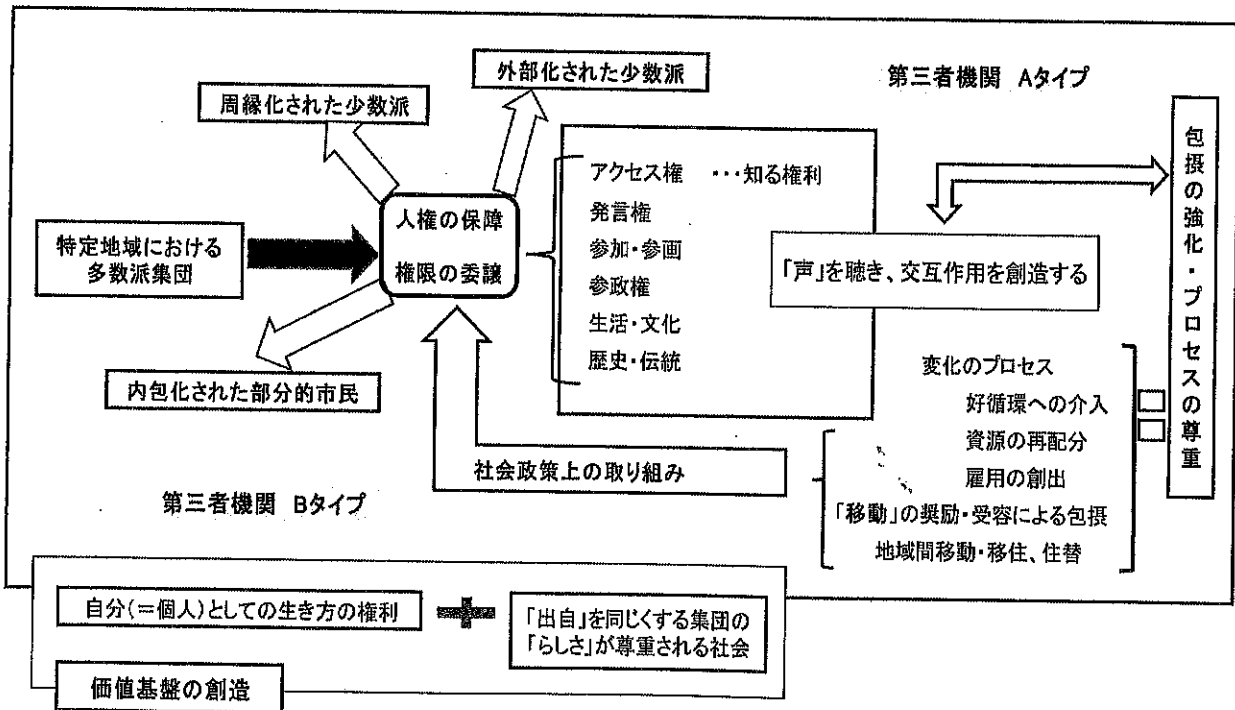 外部化された少数派
第三者機関 Aタイプ
周縁化された少数派
アクセス権 ・・・知る権利
発言権
参加・参画
参政権
生活・文化
歴史・伝統
人権の保障
権限の委譲
特定地域における
多数派集団
「声」を聴き、交互作用を創造する
包摂の強化・プロセスの尊重
内包化された部分的市民
変化のプロセス
好循環への介入
資源の再配分
雇用の創出
「移動」の奨励・受容による包摂
地域間移動・移住、住替
社会政策上の取り組み
第三者機関 Bタイプ
自分(=個人)としての生き方の権利
「出自」を同じくする集団の
「らしさ」が尊重される社会
価値基盤の創造